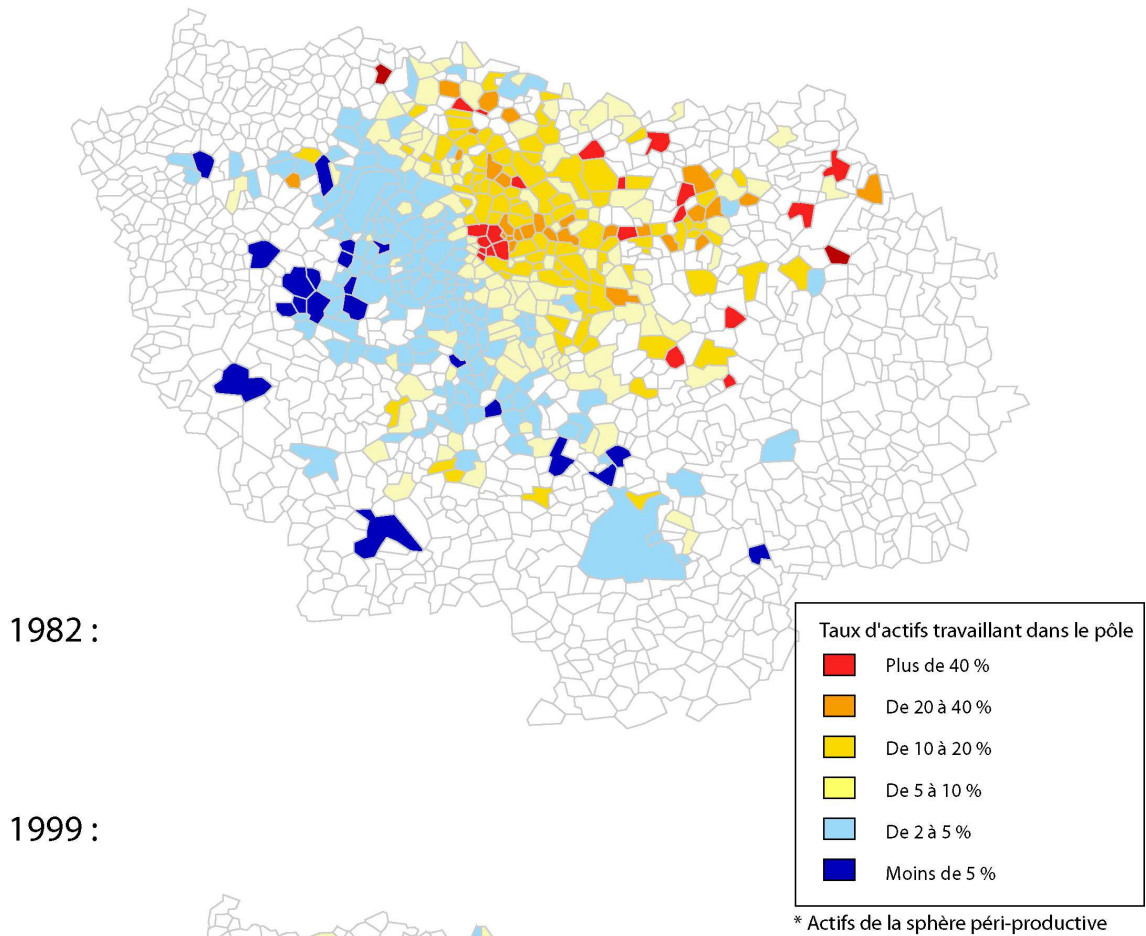 1982 :
1999 :
Taux d'actifs travaillant dans le pôle
Plus de 40 %
De 20 à 40 %
De 10 à 20 %
De 5 à 10 %
De 2 à 5 %
Moins de 5 %
* Actifs de la sphère péri-productive